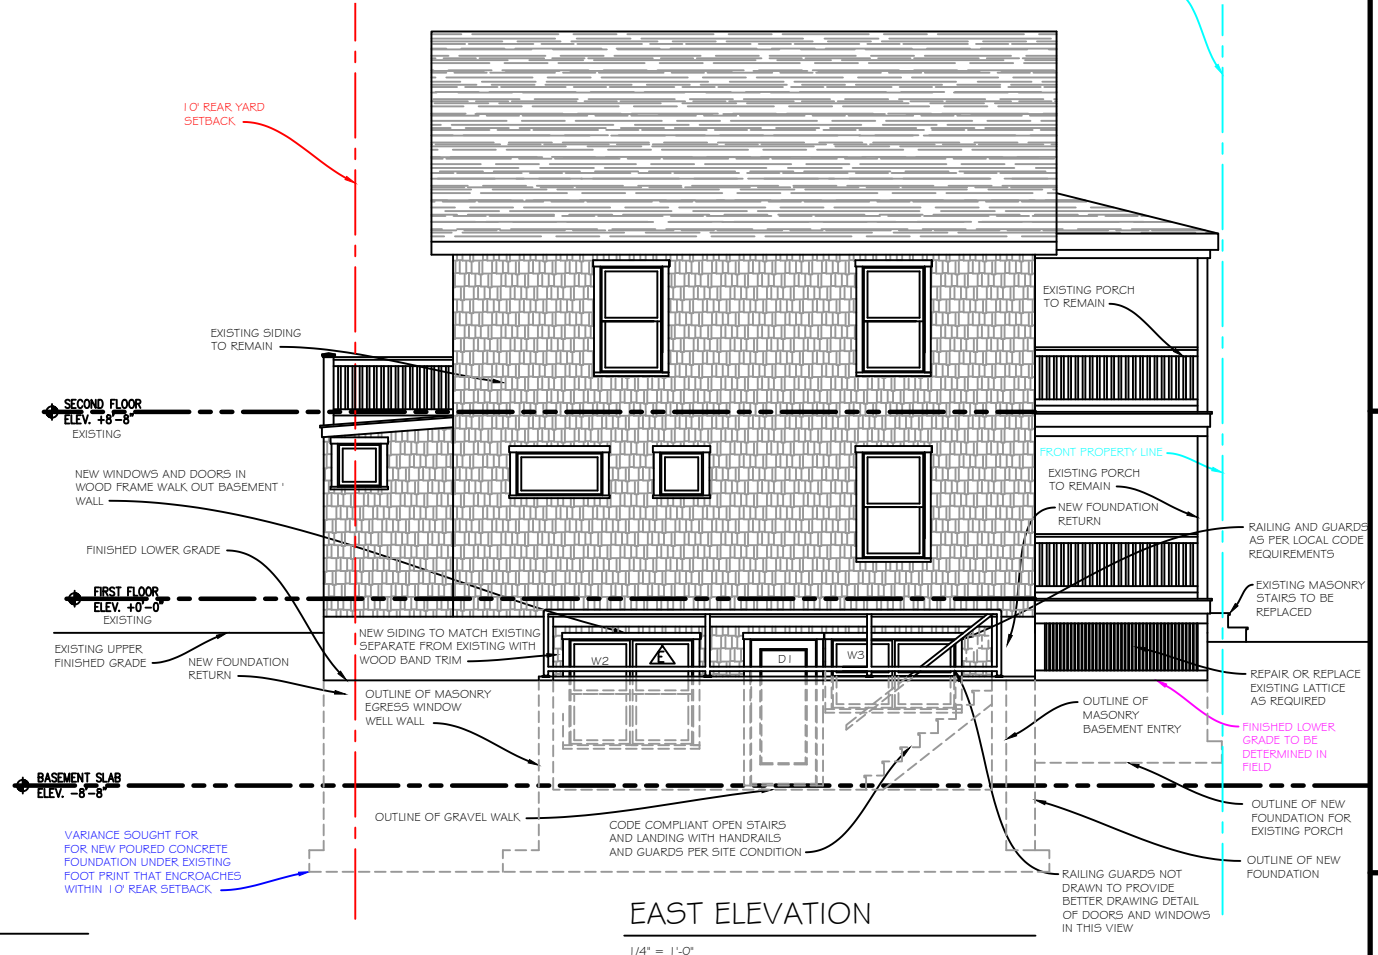 10' REAR YARD
SETBACK
EXISTING PORCH
TO REMAIN
EXISTING SIDING
TO REMAIN
SECOND FLOOR
ELEV. +8'-8"
EXISTING
FRONT PROPERTY LINE
NEW WINDOWS AND DOORS IN
WOOD FRAME WALK OUT BASEMENT '
WALL
EXISTING PORCH
TO REMAIN
NEW FOUNDATION
RETURN
RAILING AND GUARDS
AS PER LOCAL CODE
REQUIREMENTS
FINISHED LOWER GRADE
FIRST FLOOR
ELEV. +0'-0"
EXISTING
EXISTING MASONRY
STAIRS TO BE
REPLACED
EXISTING UPPER
FINISHED GRADE
NEW SIDING TO MATCH EXISTING
SEPARATE FROM EXISTING WITH
WOOD BAND TRIM
W2
E
D1
W3
NEW FOUNDATION
RETURN
REPAIR OR REPLACE
EXISTING LATTICE
AS REQUIRED
OUTLINE OF MASONRY
EGRESS WINDOW
WELL WALL
OUTLINE OF
MASONRY
BASEMENT ENTRY
FINISHED LOWER
GRADE TO BE
DETERMINED IN
FIELD
BASEMENT SLAB
ELEV. -8'-8"
OUTLINE OF GRAVEL WALK
CODE COMPLIANT OPEN STAIRS
AND LANDING WITH HANDRAILS
AND GUARDS PER SITE CONDITION
OUTLINE OF NEW
FOUNDATION FOR
EXISTING PORCH
VARIANCE SOUGHT FOR
FOR NEW POURED CONCRETE
FOUNDATION UNDER EXISTING
FOOT PRINT THAT ENCROACHES
WITHIN 10' REAR SETBACK
OUTLINE OF NEW
FOUNDATION
RAILING GUARDS NOT
DRAWN TO PROVIDE
BETTER DRAWING DETAIL
OF DOORS AND WINDOWS
IN THIS VIEW
EAST ELEVATION
1/4" = 1'-0"